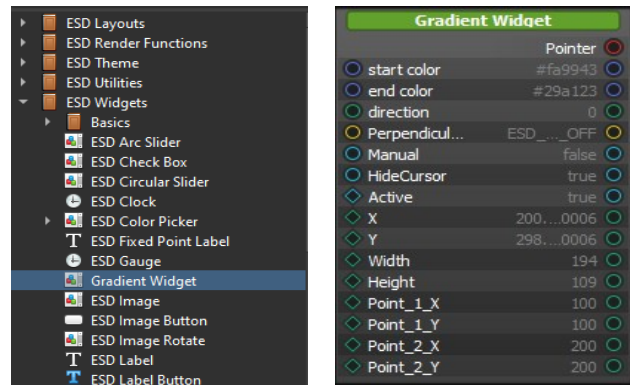 ESD Layouts
ESD Render Functions
ESD Theme
ESD Utilities
ESD Widgets
Basics
ESD Arc Slider
ESD Check Box
ESD Circular Slider
ESD Clock
ESD Color Picker
ESD Fixed Point Label
ESD Gauge
Gradient Widget
ESD Image
ESD Image Button
ESD Image Rotate
ESD Label
ESD Label Button
Gradient Widget
Pointer
start color #fa9943
end color #29a123
direction 0
Perpendicul... ESD_..._OFF
Manual false
HideCursor true
Active true
X 200....0006
Y 298....0006
Width 194
Height 109
Point_1_X 100
Point_1_Y 100
Point_2_X 200
Point_2_Y 200